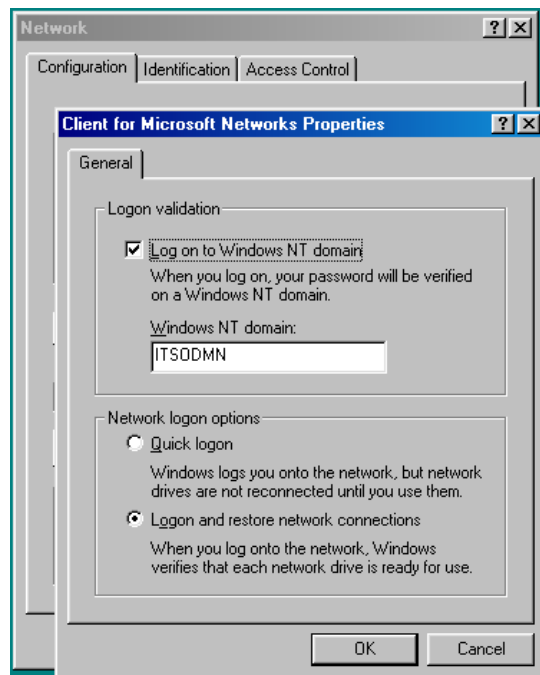 Network
Configuration Identification Access Control
Client for Microsoft Networks Properties
General
Logon validation
Log on to Windows NT domain
When you log on, your password will be verified
on a Windows NT domain.
Windows NT domain:
ITSODMN
Network logon options
Quick logon
Windows logs you onto the network, but network
drives are not reconnected until you use them.
Logon and restore network connections
When you log onto the network, Windows
verifies that each network drive is ready for use.
OK Cancel